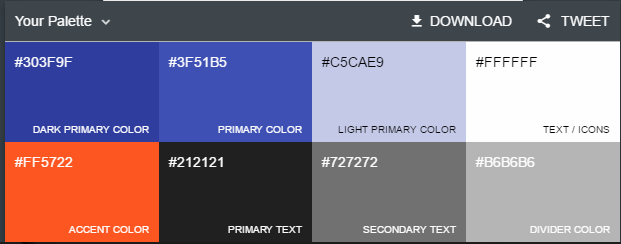 Your Palette
DOWNLOAD
TWEET
#303F9F
#3F51B5
#C5CAE9
#FFFFFF
DARK PRIMARY COLOR
PRIMARY COLOR
LIGHT PRIMARY COLOR
TEXT / ICONS
#FF5722
#212121
#727272
#B6B6B6
ACCENT COLOR
PRIMARY TEXT
SECONDARY TEXT
DIVIDER COLOR